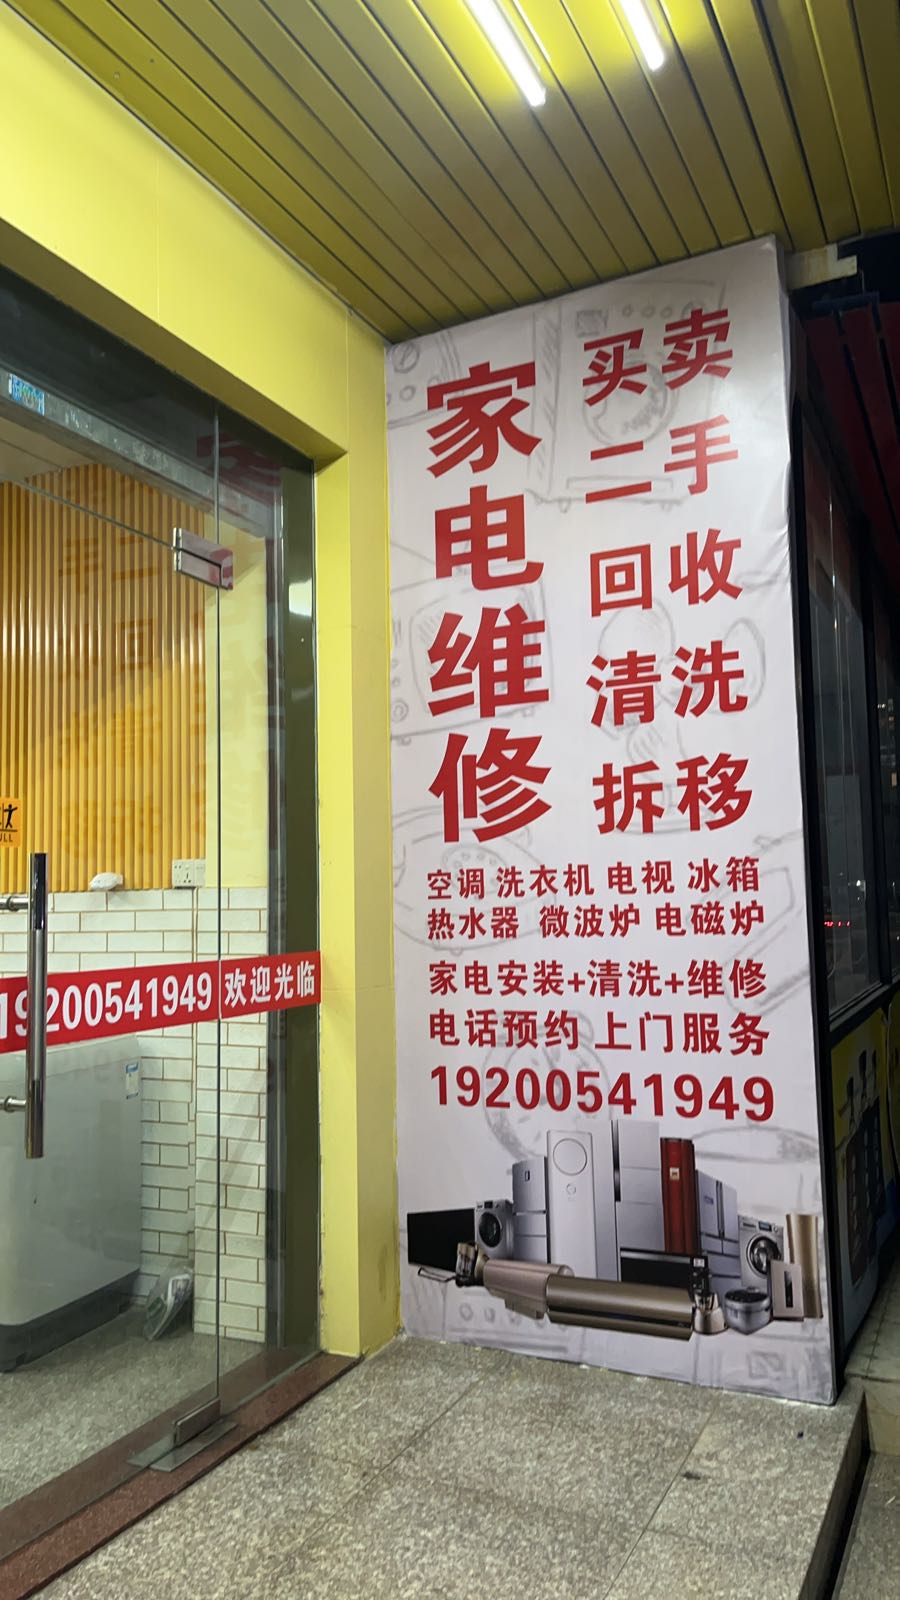 家电维修
买卖
二手
回收
清洗
拆移
空调 洗衣机 电视 冰箱
热水器 微波炉 电磁炉
家电安装+清洗+维修
电话预约 上门服务
19200541949
19200541949 欢迎光临